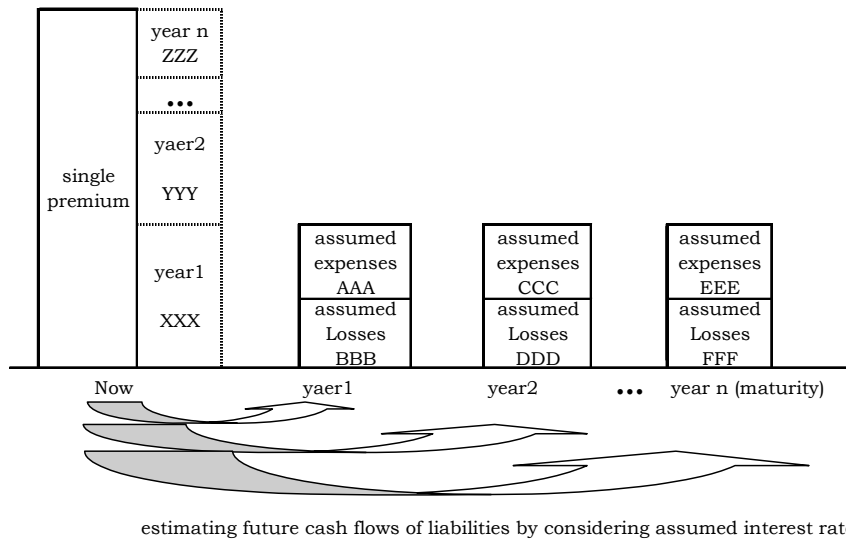 year n
ZZZ
...
yaer2
YYY
single
premium
year1
XXX
assumed
expenses
AAA
assumed
Losses
BBB
assumed
expenses
CCC
assumed
Losses
DDD
assumed
expenses
EEE
assumed
Losses
FFF
Now
yaer1
year2
...
year n (maturity)
estimating future cash flows of liabilities by considering assumed interest rat